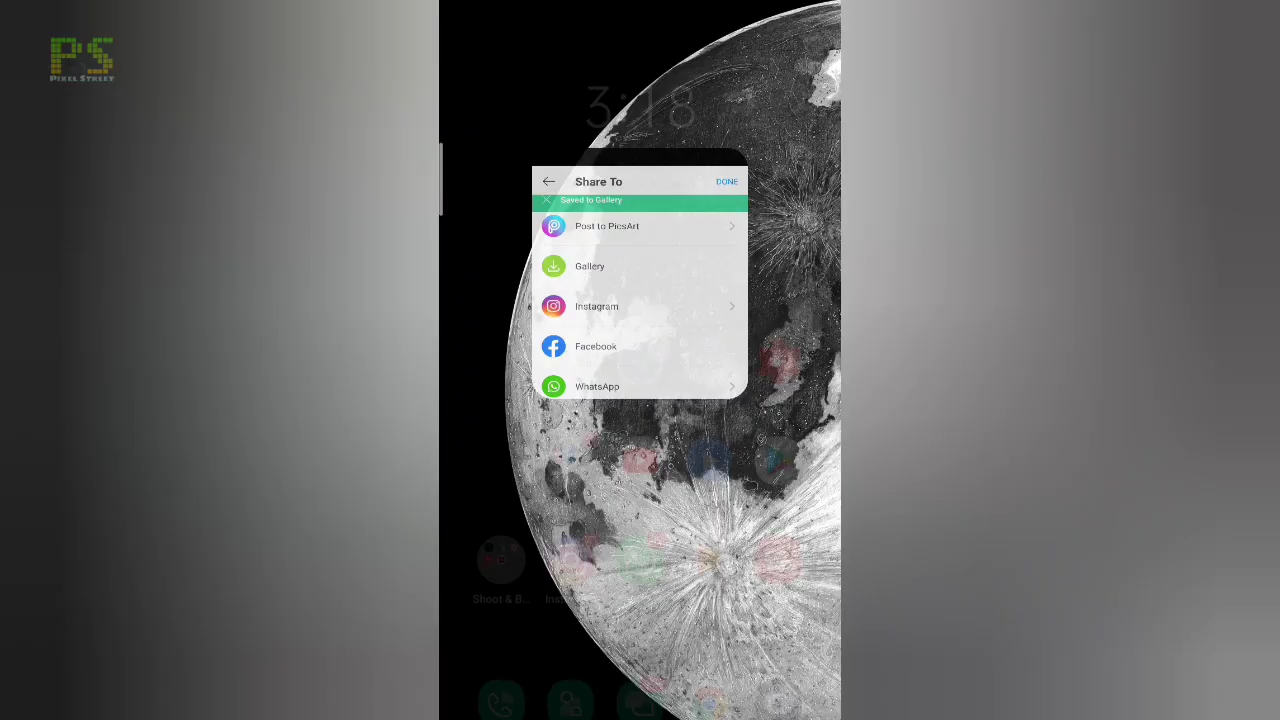 PS
PIXEL STREET
3:18
Share To
DONE
Saved to Gallery
Post to PicsArt
Gallery
Instagram
Facebook
WhatsApp
Shoot & B...